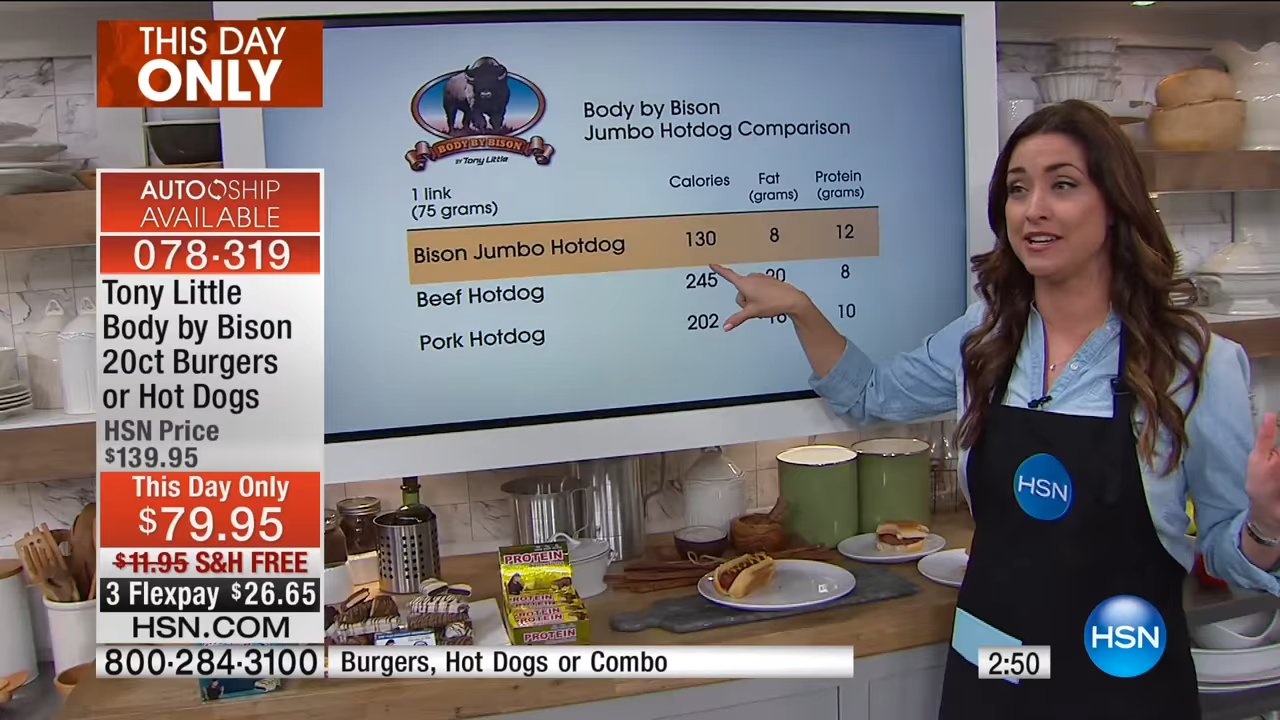 THIS DAY
ONLY
AUTO SHIP
AVAILABLE
078·319
Tony Little
Body by Bison
20ct Burgers
or Hot Dogs
HSN Price
$139.95
This Day Only
$79.95
$11.95 S&H FREE
3 Flexpay $26.65
HSN.COM
800·284·3100
Burgers, Hot Dogs or Combo
2:50
HSN
BODY BY BISON
BY Tony Little
Body by Bison
Jumbo Hotdog Comparison
1 link
(75 grams)
Calories
Fat
(grams)
Protein
(grams)
Bison Jumbo Hotdog 130 8 12
Beef Hotdog 245 20 8
Pork Hotdog 202 10
HSN
PROTEIN
PROTEIN
PROTEIN
PROTEIN